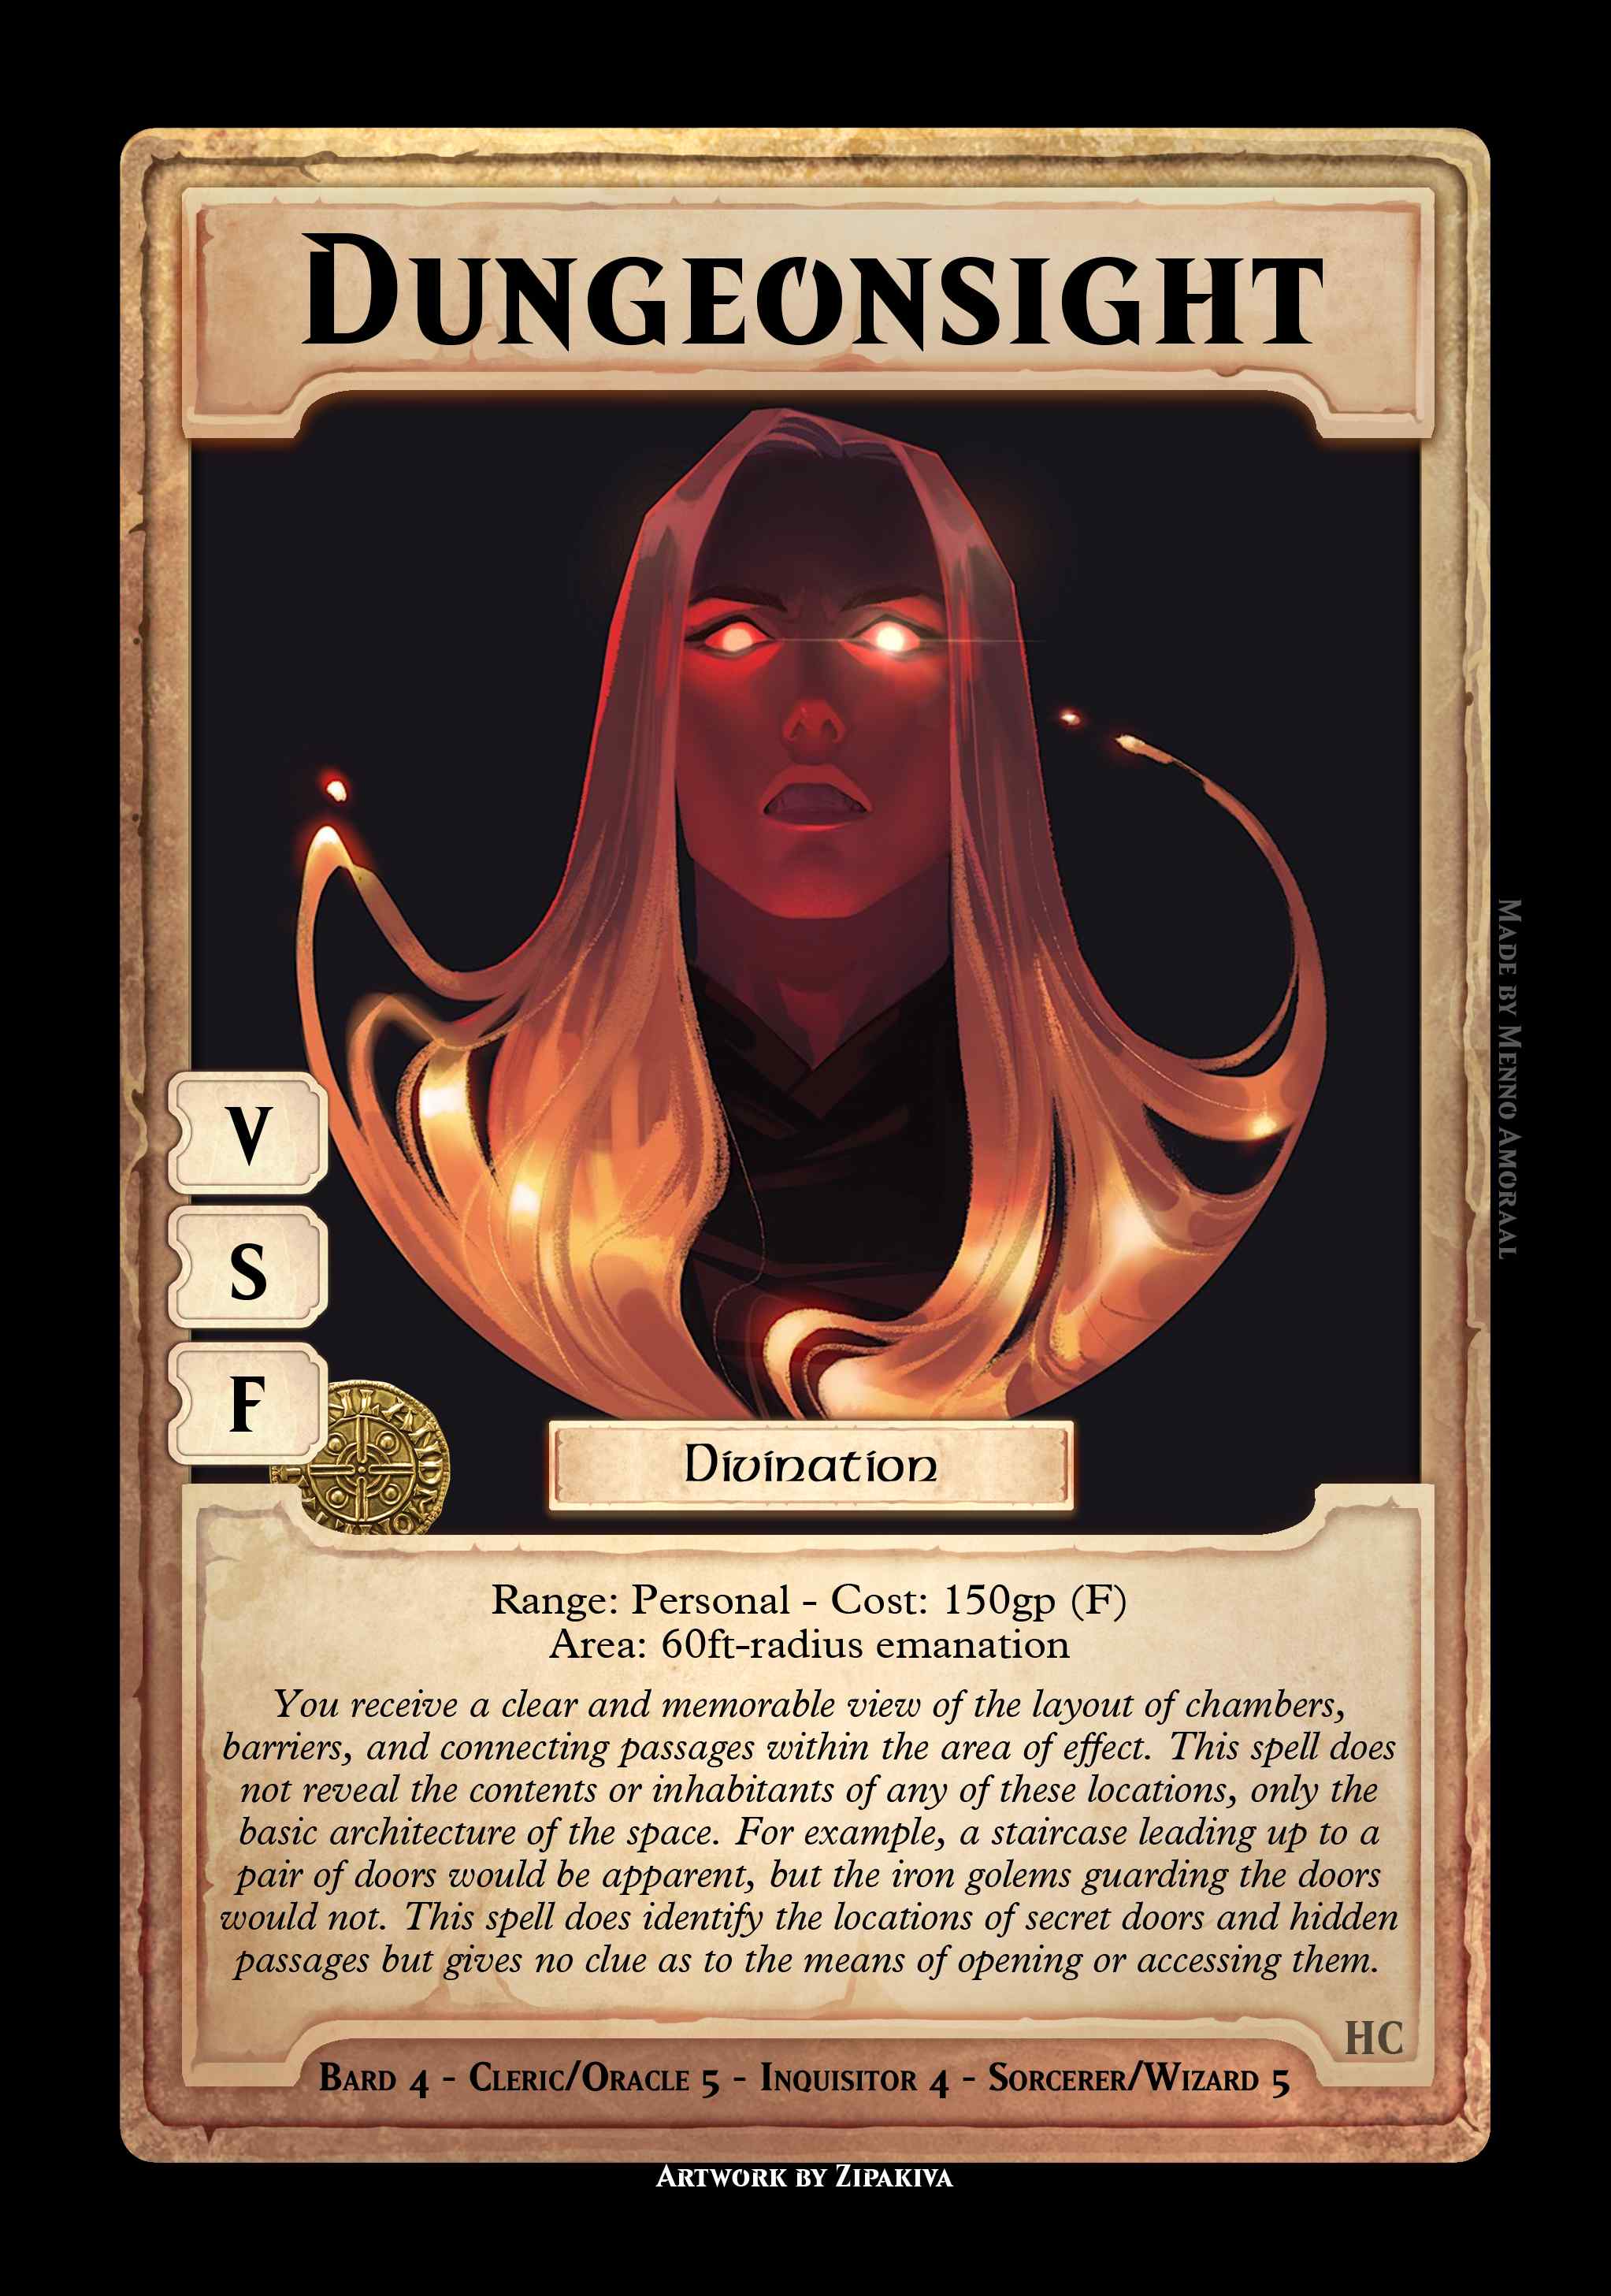 Dungeonsight
V
S
F
Divination
Range: Personal - Cost: 150gp (F)
Area: 60ft-radius emanation
You receive a clear and memorable view of the layout of chambers,
barriers, and connecting passages within the area of effect. This spell does
not reveal the contents or inhabitants of any of these locations, only the
basic architecture of the space. For example, a staircase leading up to a
pair of doors would be apparent, but the iron golems guarding the doors
would not. This spell does identify the locations of secret doors and hidden
passages but gives no clue as to the means of opening or accessing them.
HC
Bard 4 - Cleric/Oracle 5 - Inquisitor 4 - Sorcerer/Wizard 5
Artwork by Zipakiva
Made by Menno Amoraal